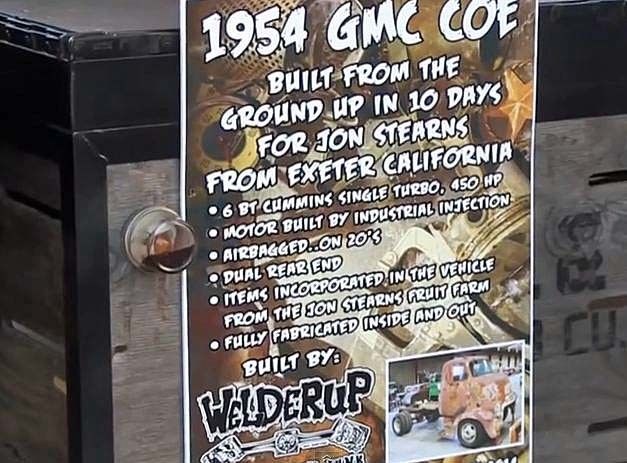 1954 GMC COE
BUILT FROM THE
GROUND UP IN 10 DAYS
FOR JON STEARNS
FROM EXETER CALIFORNIA
• 6 BT CUMMINS SINGLE TURBO, 450 HP
• MOTOR BUILT BY INDUSTRIAL INJECTION
• AIRBAGGED..ON 20'S
• DUAL REAR END
• ITEMS INCORPORATED IN THE VEHICLE
FROM THE JON STEARNS FRUIT FARM
• FULLY FABRICATED INSIDE AND OUT
BUILT BY:
WELDERUP
CU.